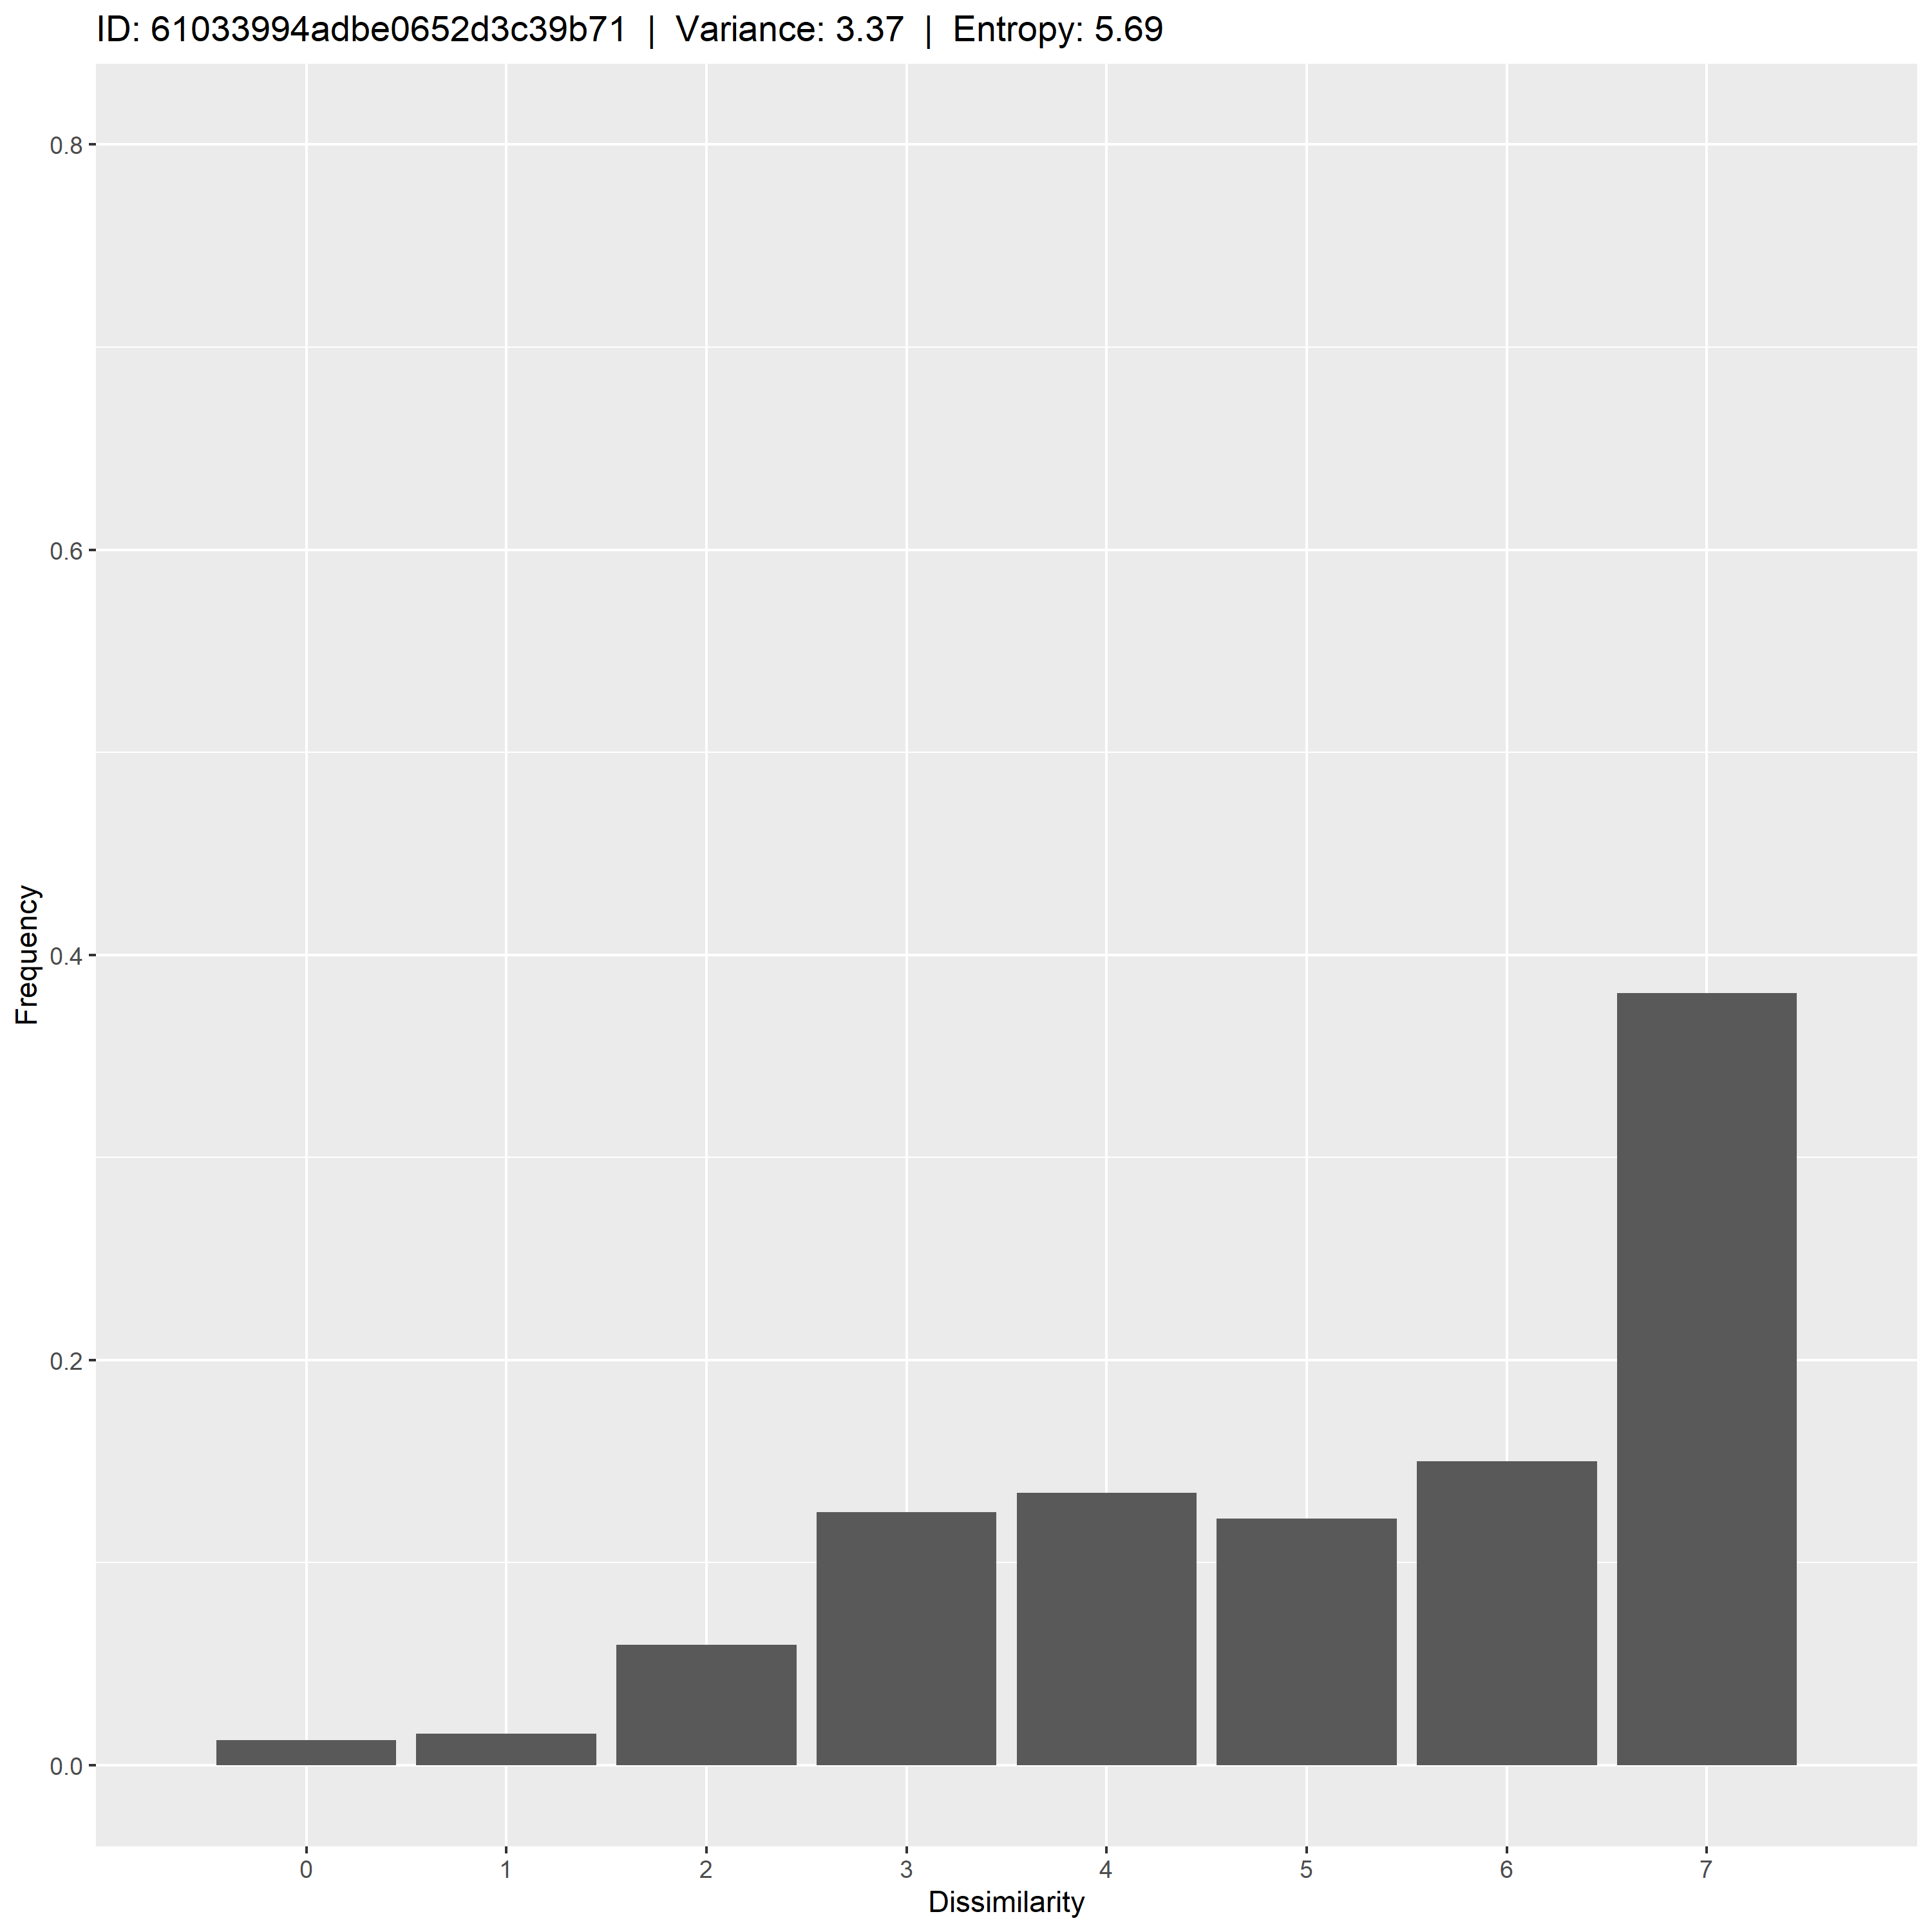 ID: 61033994adbe0652d3c39b71 | Variance: 3.37 | Entropy: 5.69
0.8
0.6
0.4
0.2
0.0
Frequency
0 1 2 3 4 5 6 7
Dissimilarity